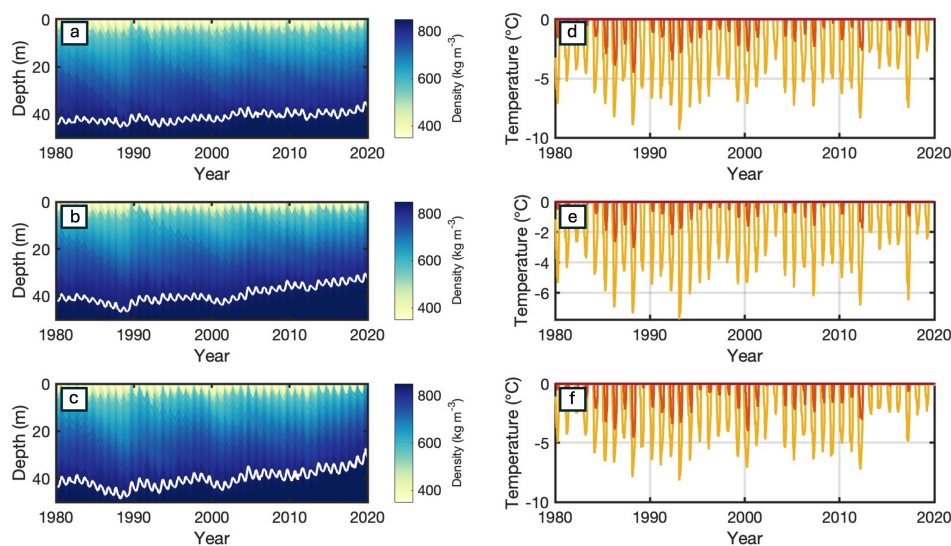 a
0
20
40
Depth (m)
1980 1990 2000 2010 2020
Year
800
600
400
Density (kg m⁻³)
d
0
-5
-10
Temperature (°C)
1980 1990 2000 2010 2020
Year
b
0
20
40
Depth (m)
1980 1990 2000 2010 2020
Year
800
600
400
Density (kg m⁻³)
e
0
-2
-4
-6
Temperature (°C)
1980 1990 2000 2010 2020
Year
c
0
20
40
Depth (m)
1980 1990 2000 2010 2020
Year
800
600
400
Density (kg m⁻³)
f
0
-5
-10
Temperature (°C)
1980 1990 2000 2010 2020
Year